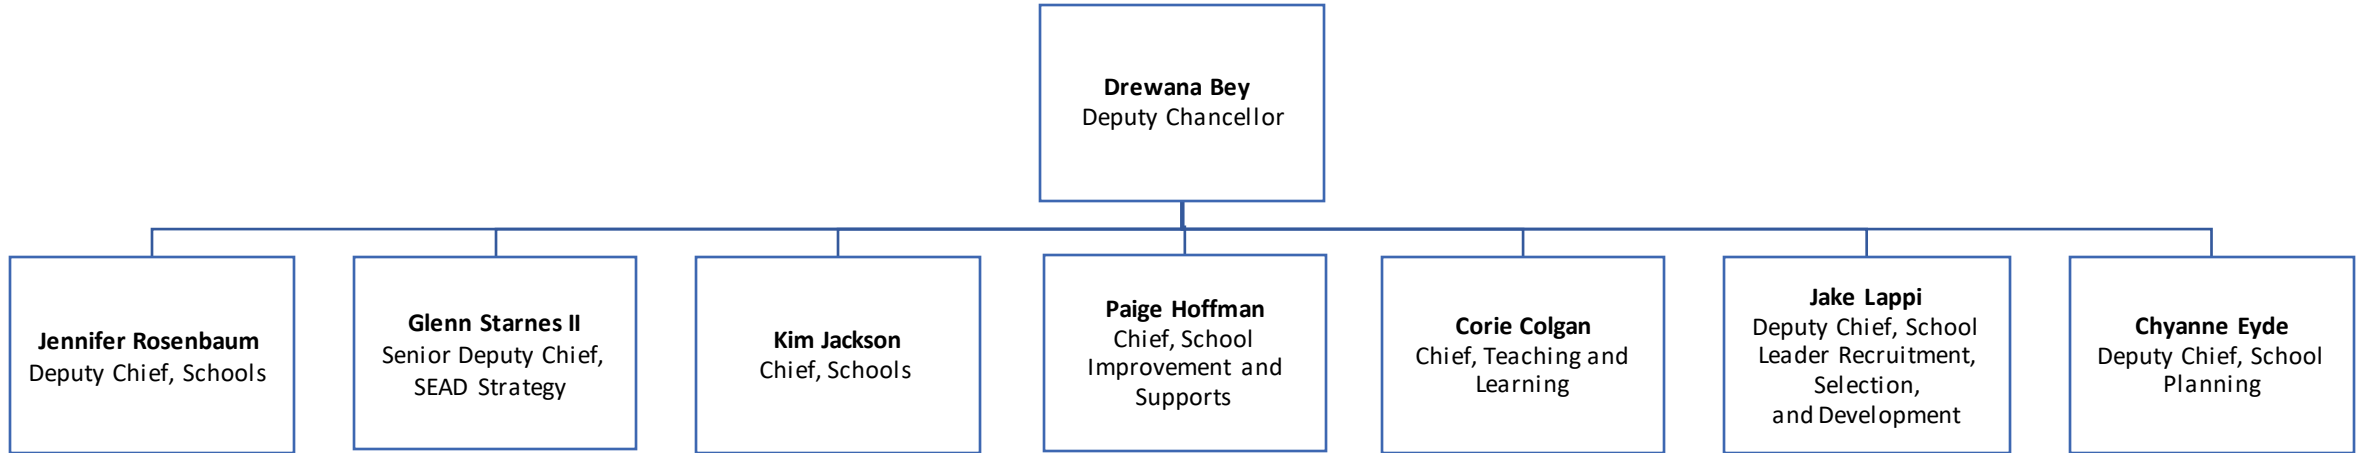 Drewana Bey
Deputy Chancellor
Jennifer Rosenbaum
Deputy Chief, Schools
Glenn Starnes II
Senior Deputy Chief,
SEAD Strategy
Kim Jackson
Chief, Schools
Paige Hoffman
Chief, School
Improvement and
Supports
Corie Colgan
Chief, Teaching and
Learning
Jake Lappi
Deputy Chief, School
Leader Recruitment,
Selection,
and Development
Chyanne Eyde
Deputy Chief, School
Planning